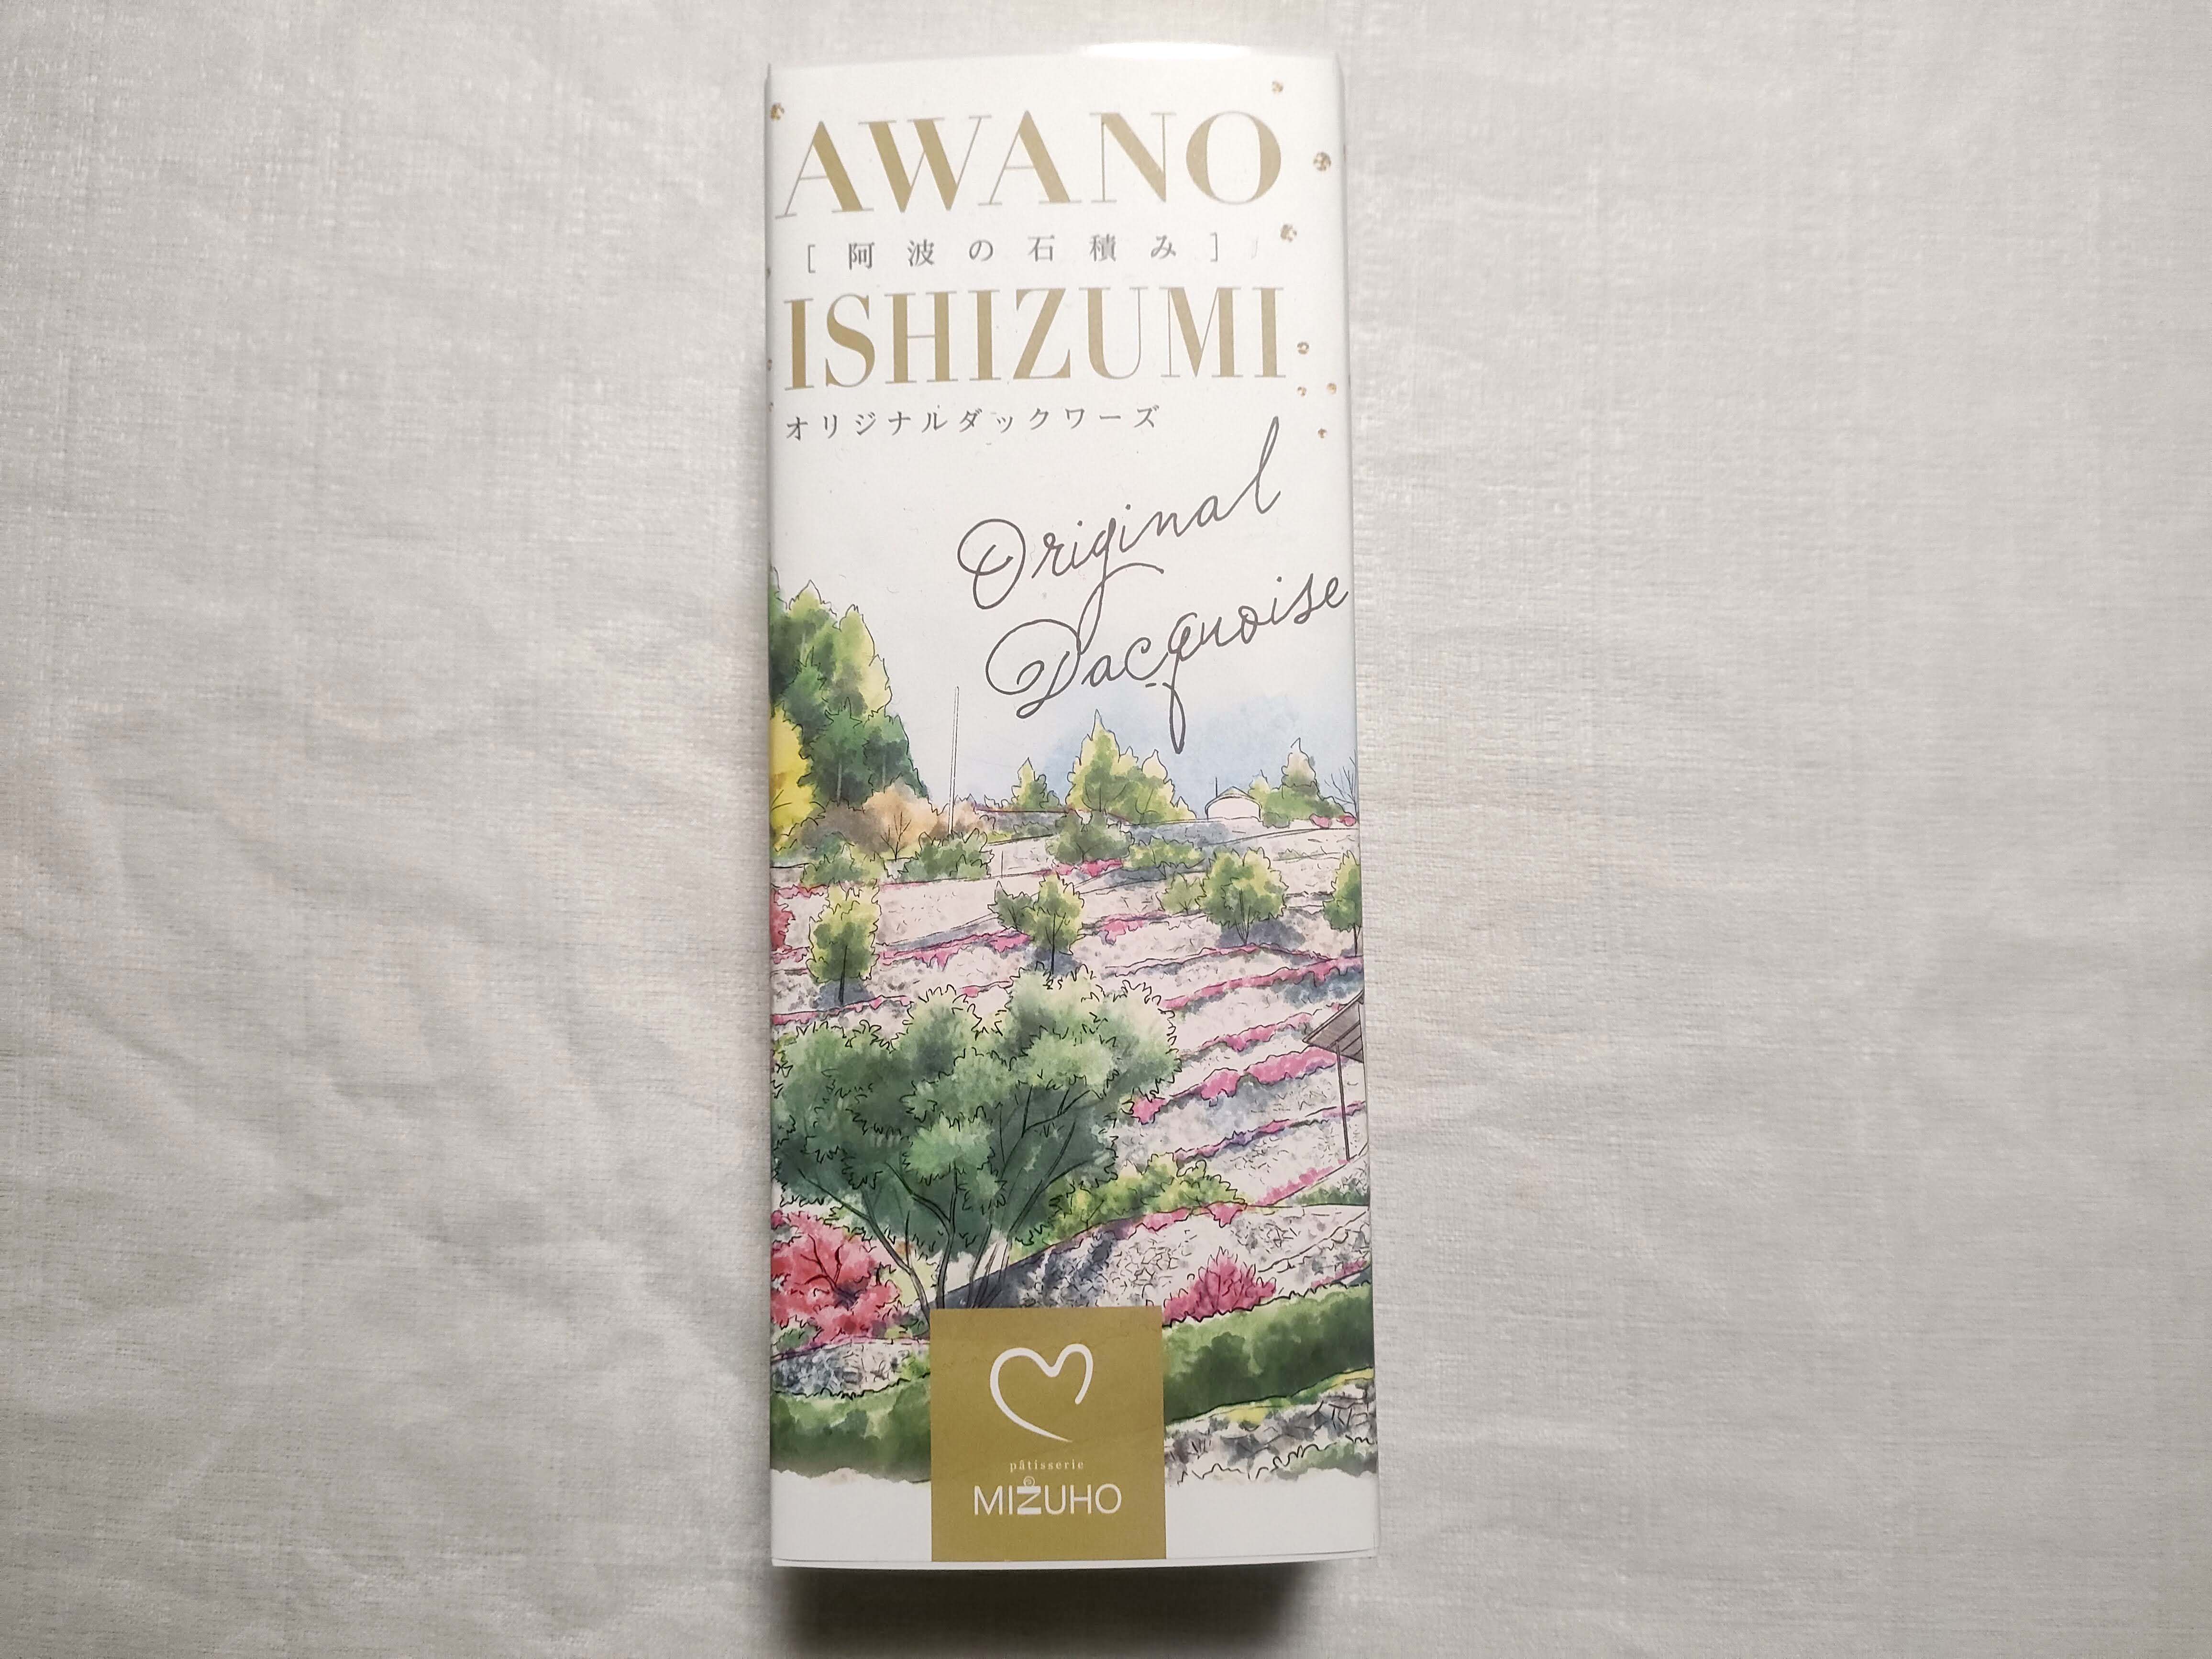 AWANO
[阿波の石積み]
ISHIZUMI
オリジナルダックワーズ
Original
Dacquoise
pâtisserie
MIZUHO